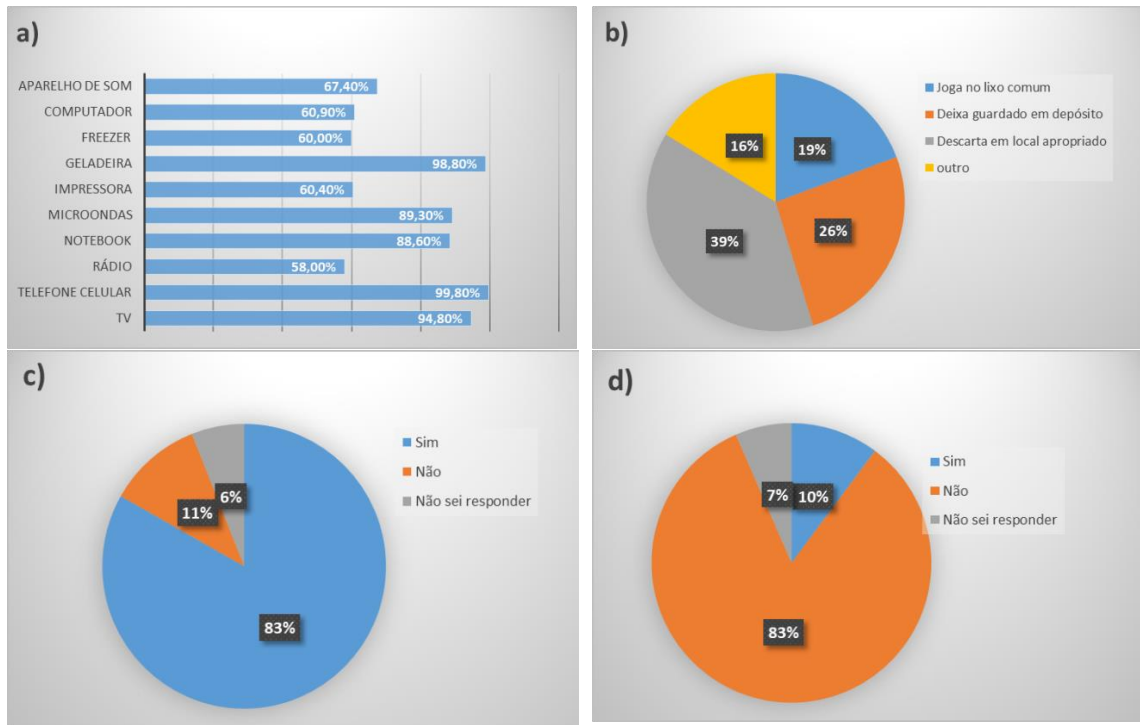 a)
APARELHO DE SOM 67,40%
COMPUTADOR 60,90%
FREEZER 60,00%
GELADEIRA 98,80%
IMPRESSORA 60,40%
MICROONDAS 89,30%
NOTEBOOK 88,60%
RÁDIO 58,00%
TELEFONE CELULAR 99,80%
TV 94,80%
b)
Joga no lixo comum
Deixa guardado em depósito
Descarta em local apropriado
outro
16%
19%
39%
26%
c)
Sim
Não
Não sei responder
6%
11%
83%
d)
Sim
Não
Não sei responder
7%
10%
83%